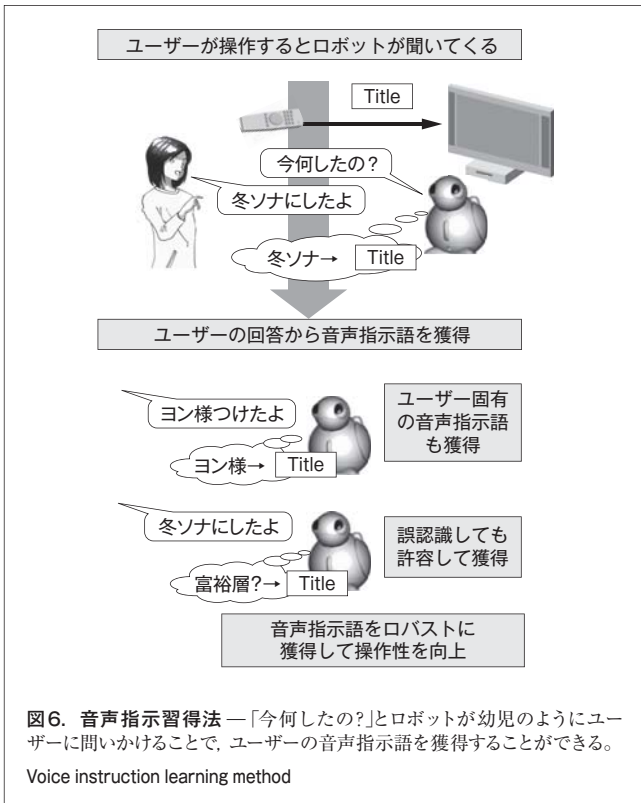 ユーザーが操作するとロボットが聞いてくる
Title
今何したの?
冬ソナにしたよ
冬ソナ→ Title
ユーザーの回答から音声指示語を獲得
ヨン様つけたよ
ヨン様→ Title
ユーザー固有
の音声指示語
も獲得
冬ソナにしたよ
富裕層?→ Title
誤認識しても
許容して獲得
音声指示語をロバストに
獲得して操作性を向上
図6. 音声指示習得法 ―「今何したの?」とロボットが幼児のようにユー
ザーに問いかけることで, ユーザーの音声指示語を獲得することができる。
Voice instruction learning method